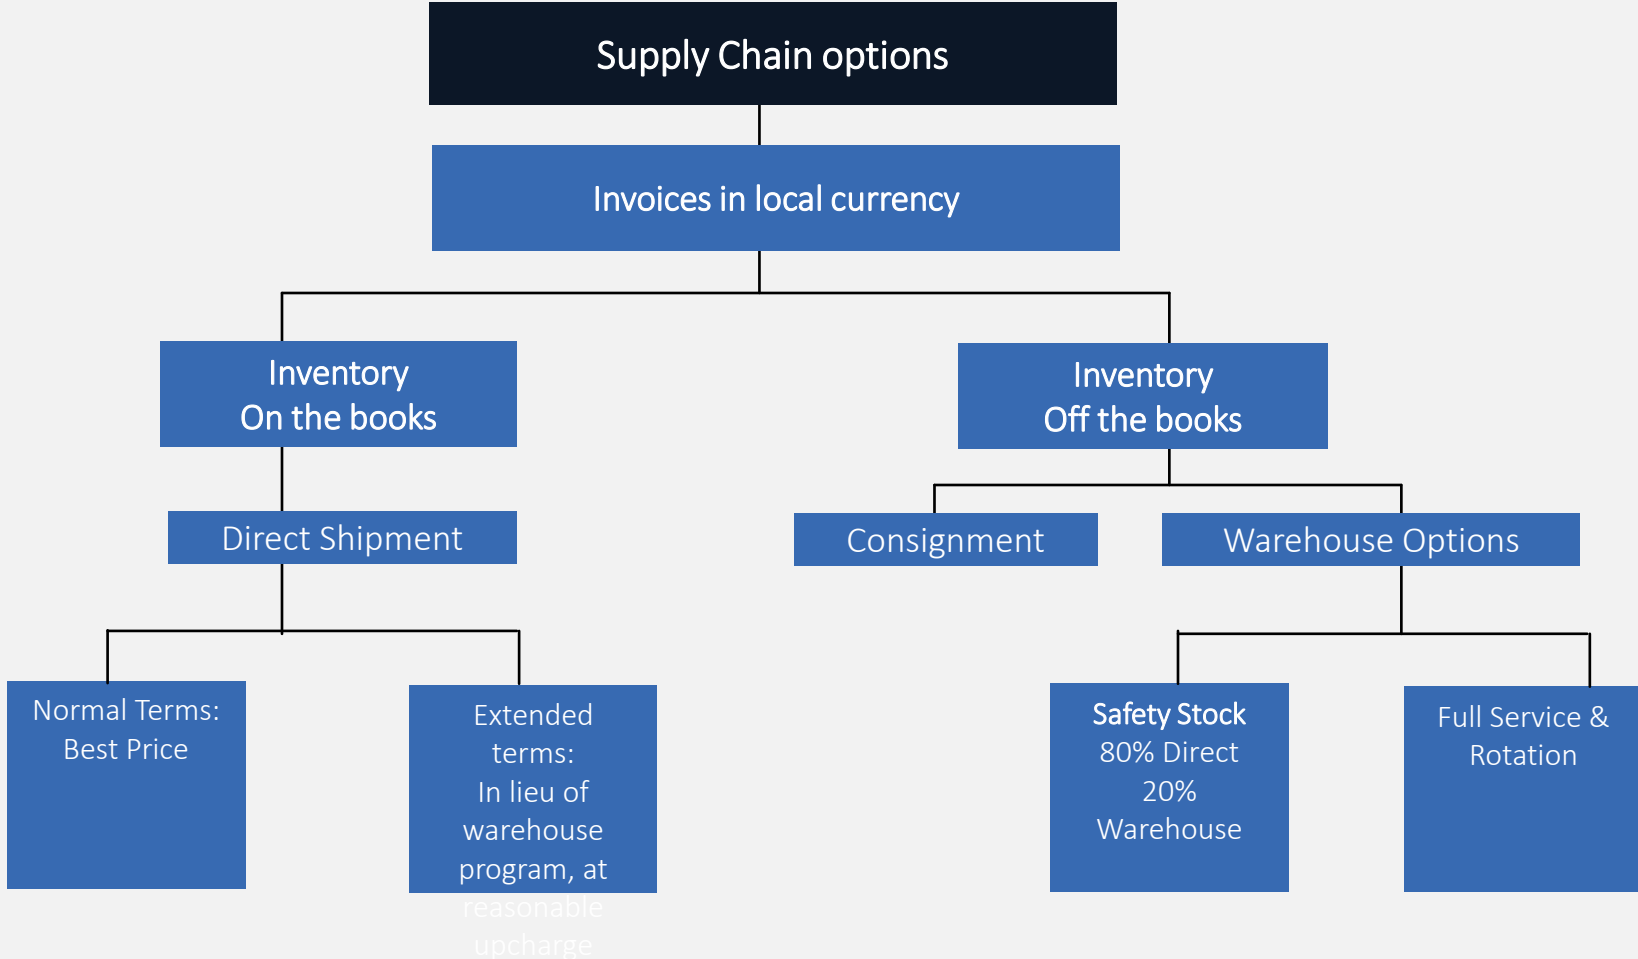 Supply Chain options
Invoices in local currency
Inventory
On the books
Inventory
Off the books
Direct Shipment
Consignment
Warehouse Options
Normal Terms:
Best Price
Extended
terms:
In lieu of
warehouse
program, at
reasonable
upcharge
Safety Stock
80% Direct
20%
Warehouse
Full Service &
Rotation